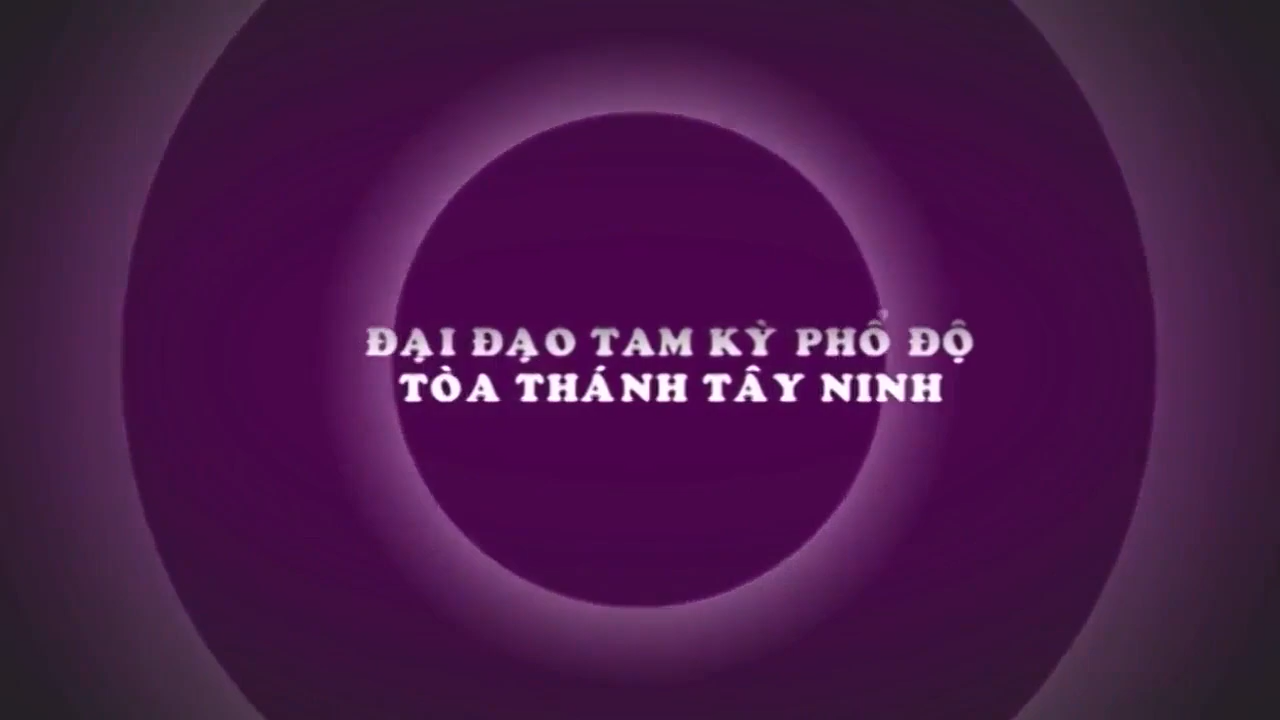 ĐẠI ĐẠO TAM KỲ PHỔ ĐỘ
TÒA THÁNH TÂY NINH